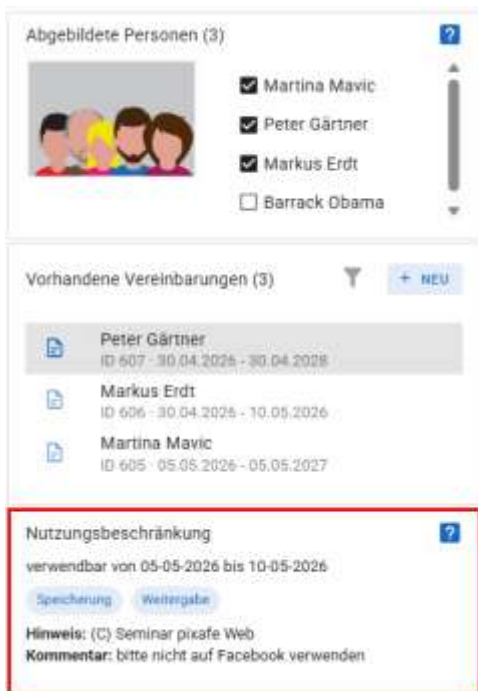 Abgebildete Personen (3)
?
Martina Mavic
Peter Gärtner
Markus Erdt
Barrack Obama
Vorhandene Vereinbarungen (3)
+ NEU
Peter Gärtner
ID 607 · 30.04.2026 - 30.04.2028
Markus Erdt
ID 606 · 30.04.2026 - 10.05.2026
Martina Mavic
ID 605 · 05.05.2026 - 05.05.2027
Nutzungsbeschränkung
?
verwendbar von 05-05-2026 bis 10-05-2026
Speicherung Weitergabe
Hinweis: (C) Seminar pixafe Web
Kommentar: bitte nicht auf Facebook verwenden